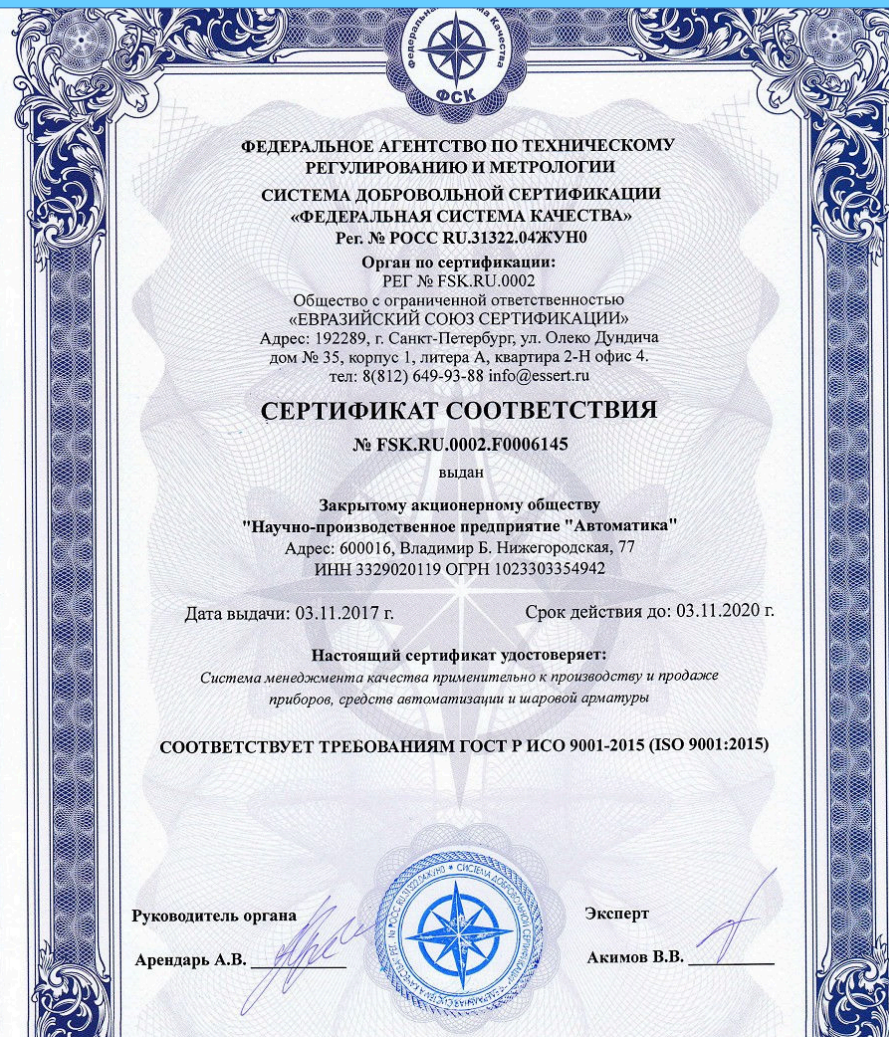 Федеральная Система Качества
ФСК
ФЕДЕРАЛЬНОЕ АГЕНТСТВО ПО ТЕХНИЧЕСКОМУ
РЕГУЛИРОВАНИЮ И МЕТРОЛОГИИ
СИСТЕМА ДОБРОВОЛЬНОЙ СЕРТИФИКАЦИИ
«ФЕДЕРАЛЬНАЯ СИСТЕМА КАЧЕСТВА»
Рег. № РОСС RU.31322.04ЖУН0
Орган по сертификации:
РЕГ № FSK.RU.0002
Общество с ограниченной ответственностью
«ЕВРАЗИЙСКИЙ СОЮЗ СЕРТИФИКАЦИИ»
Адрес: 192289, г. Санкт-Петербург, ул. Олеко Дундича
дом № 35, корпус 1, литера А, квартира 2-Н офис 4.
тел: 8(812) 649-93-88 info@essert.ru
СЕРТИФИКАТ СООТВЕТСТВИЯ
№ FSK.RU.0002.F0006145
выдан
Закрытому акционерному обществу
"Научно-производственное предприятие "Автоматика"
Адрес: 600016, Владимир Б. Нижегородская, 77
ИНН 3329020119 ОГРН 1023303354942
Дата выдачи: 03.11.2017 г. Срок действия до: 03.11.2020 г.
Настоящий сертификат удостоверяет:
Система менеджмента качества применительно к производству и продаже
приборов, средств автоматизации и шаровой арматуры
СООТВЕТСТВУЕТ ТРЕБОВАНИЯМ ГОСТ Р ИСО 9001-2015 (ISO 9001:2015)
Руководитель органа Эксперт
Арендарь А.В. Акимов В.В.
СИСТЕМА ДОБРОВОЛЬНОЙ СЕРТИФИКАЦИИ